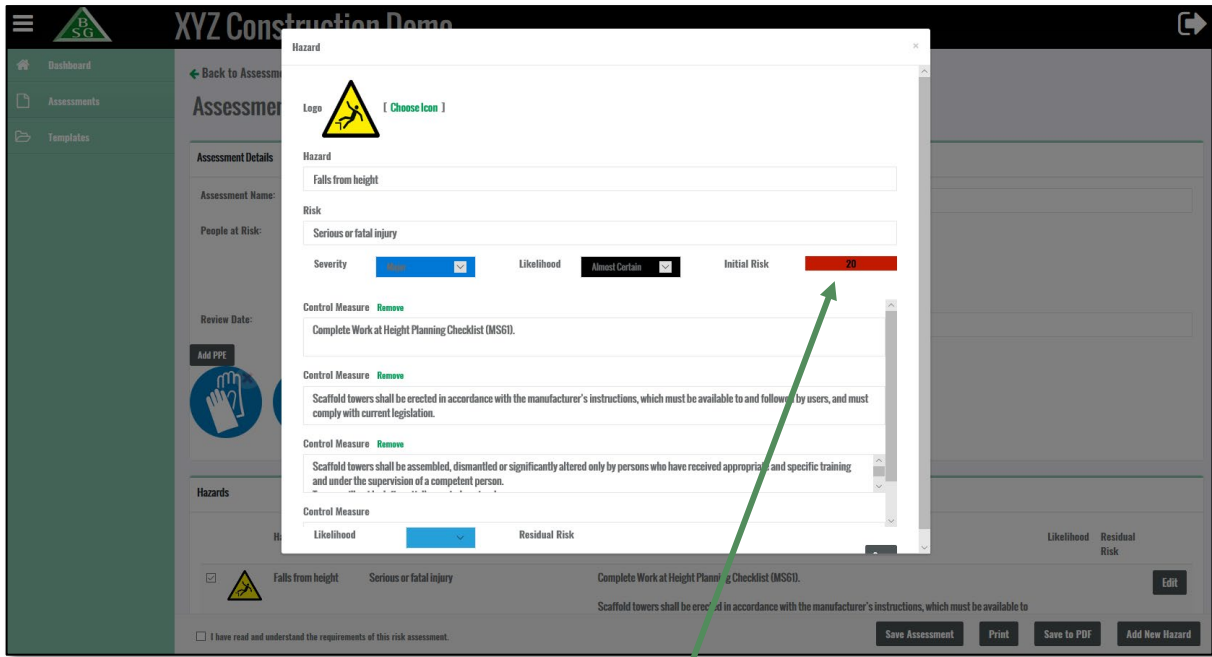 BSG
XYZ Construction Demo
Dashboard
Assessments
Templates
Back to Assessm
Assessmen
Assessment Details
Assessment Name:
People at Risk:
Review Date:
Add PPE
Hazard
Logo [ Choose Icon ]
Hazard
Falls from height
Risk
Serious or fatal injury
Severity Likelihood Almost Certain Initial Risk 20
Control Measure Remove
Complete Work at Height Planning Checklist (MS61).
Control Measure Remove
Scaffold towers shall be erected in accordance with the manufacturer's instructions, which must be available to and followed by users, and must
comply with current legislation.
Control Measure Remove
Scaffold towers shall be assembled, dismantled or significantly altered only by persons who have received appropriate and specific training
and under the supervision of a competent person.
Control Measure
Likelihood Residual Risk
Hazards
Likelihood Residual
Risk
Falls from height Serious or fatal injury Complete Work at Height Planning Checklist (MS61). Edit
Scaffold towers shall be erected in accordance with the manufacturer's instructions, which must be available to
I have read and understand the requirements of this risk assessment. Save Assessment Print Save to PDF Add New Hazard